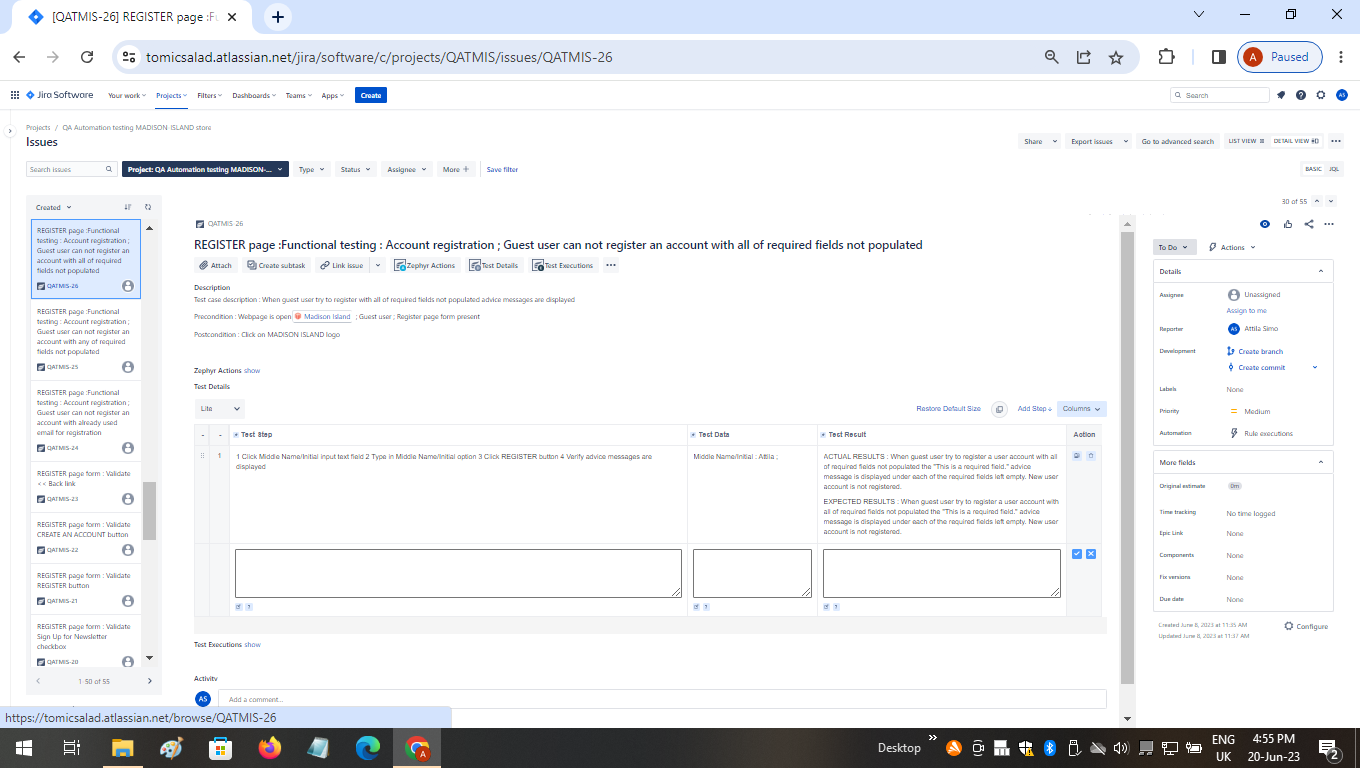 [QATMIS-26] REGISTER page :Fu
tomicsalad.atlassian.net/jira/software/c/projects/QATMIS/issues/QATMIS-26
A Paused
Jira Software Your work Projects Filters Dashboards Teams Apps Create Search AS
Projects / QA Automation testing MADISON ISLAND store
Issues
Share Export issues Go to advanced search LIST VIEW DETAIL VIEW
Search issues Project: QA Automation testing MADISON-... Type Status Assignee More + Save filter BASIC JQL
Created
30 of 55
REGISTER page :Functional
testing : Account registration ;
Guest user can not register an
account with all of required
fields not populated
QATMIS-26
REGISTER page :Functional
testing : Account registration ;
Guest user can not register an
account with any of required
fields not populated
QATMIS-25
REGISTER page :Functional
testing : Account registration ;
Guest user can not register an
account with already used
email for registration
QATMIS-24
REGISTER page form : Validate
<< Back link
QATMIS-23
REGISTER page form : Validate
CREATE AN ACCOUNT button
QATMIS-22
REGISTER page form : Validate
REGISTER button
QATMIS-21
REGISTER page form : Validate
Sign Up for Newsletter
checkbox
QATMIS-20
1-50 of 55
QATMIS-26
REGISTER page :Functional testing : Account registration ; Guest user can not register an account with all of required fields not populated
Attach Create subtask Link issue Zephyr Actions Test Details Test Executions
Description
Test case description : When guest user try to register with all of required fields not populated advice messages are displayed
Precondition : Webpage is open Madison Island ; Guest user ; Register page form present
Postcondition : Click on MADISON ISLAND logo
Zephyr Actions show
Test Details
Lite Restore Default Size Add Step Columns
- - Test Step Test Data Test Result Action
1 1 Click Middle Name/Initial input text field 2 Type in Middle Name/Initial option 3 Click REGISTER button 4 Verify advice messages are
displayed
Middle Name/Initial : Attila ;
ACTUAL RESULTS : When guest user try to register a user account with all
of required fields not populated the "This is a required field." advice
message is displayed under each of the required fields left empty. New user
account is not registered.
EXPECTED RESULTS : When guest user try to register a user account with
all of required fields not populated the "This is a required field." advice
message is displayed under each of the required fields left empty. New user
account is not registered.
Test Executions show
Activity
AS Add a comment...
To Do Actions
Details
Assignee Unassigned
Assign to me
Reporter AS Attila Simo
Development Create branch
Create commit
Labels None
Priority Medium
Automation Rule executions
More fields
Original estimate 0m
Time tracking No time logged
Epic Link None
Components None
Fix versions None
Due date None
Created June 8, 2023 at 11:35 AM
Updated June 8, 2023 at 11:37 AM
Configure
https://tomicsalad.atlassian.net/browse/QATMIS-26
Desktop
ENG
UK
4:55 PM
20-Jun-23
2